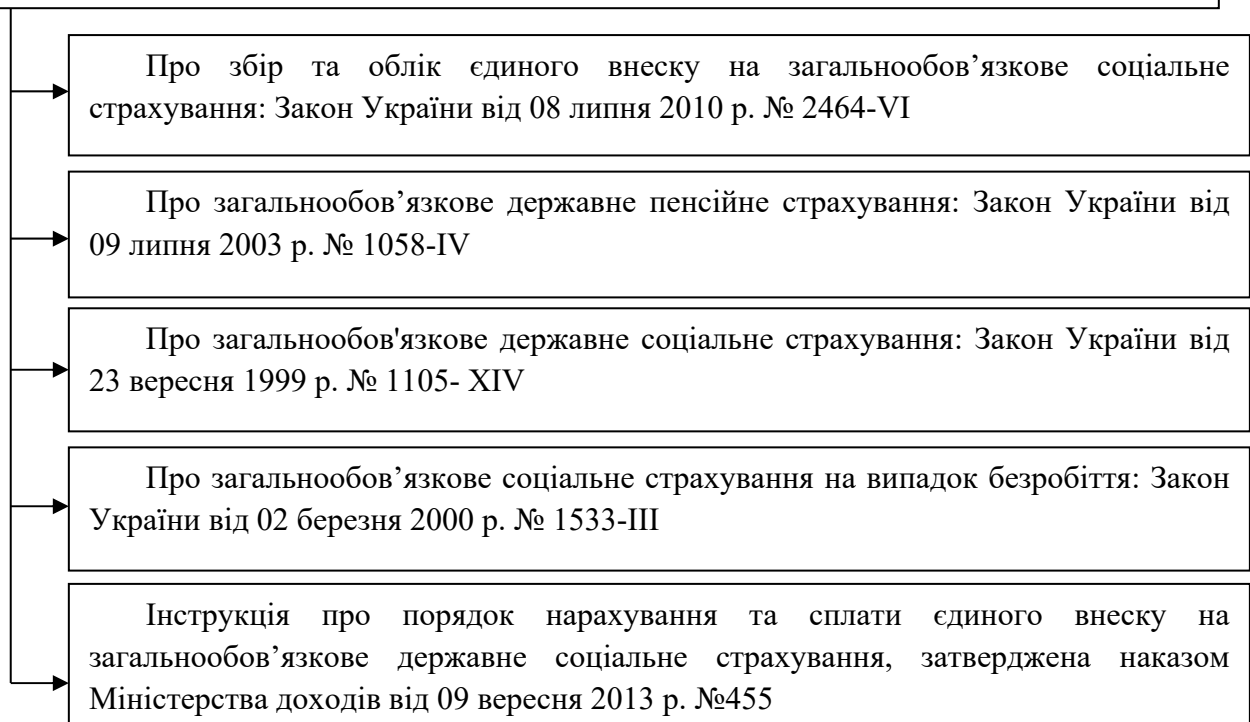 Про збір та облік єдиного внеску на загальнообов’язкове соціальне
страхування: Закон України від 08 липня 2010 р. № 2464-VI
Про загальнообов’язкове державне пенсійне страхування: Закон України від
09 липня 2003 р. № 1058-IV
Про загальнообов'язкове державне соціальне страхування: Закон України від
23 вересня 1999 р. № 1105- XIV
Про загальнообов’язкове соціальне страхування на випадок безробіття: Закон
України від 02 березня 2000 р. № 1533-III
Інструкція про порядок нарахування та сплати єдиного внеску на
загальнообов’язкове державне соціальне страхування, затверджена наказом
Міністерства доходів від 09 вересня 2013 р. №455